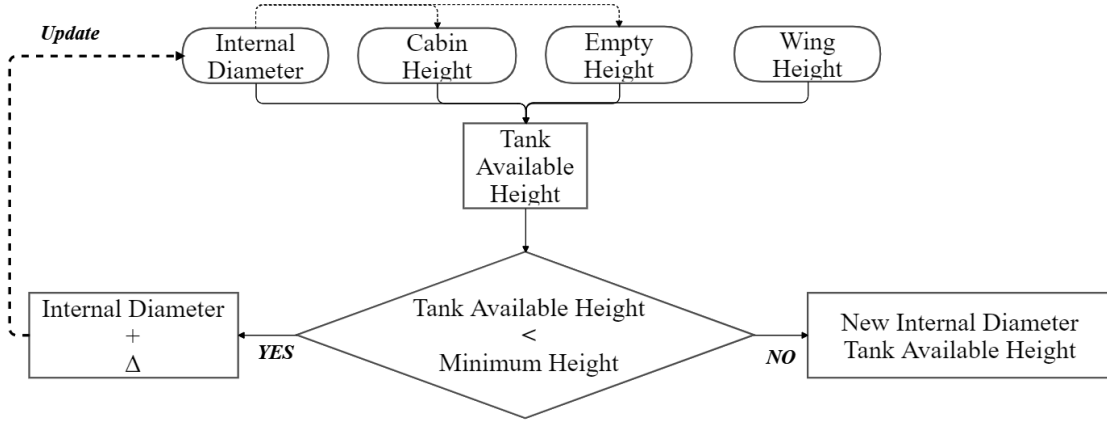 Update
Internal
Diameter
Cabin
Height
Empty
Height
Wing
Height
Tank
Available
Height
Internal Diameter
+
Δ
YES
Tank Available Height
<
Minimum Height
NO
New Internal Diameter
Tank Available Height